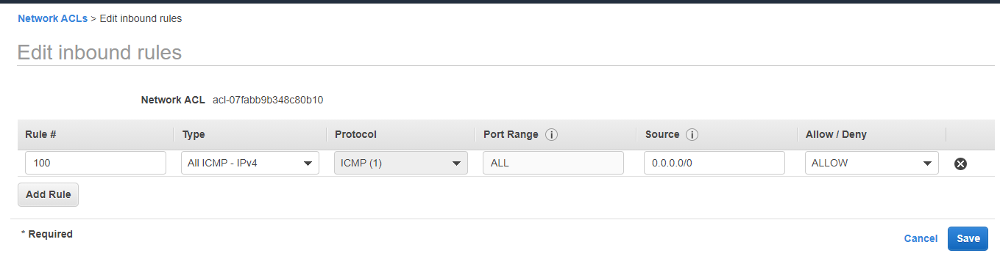 Network ACLs > Edit inbound rules
Edit inbound rules
Network ACL acl-07fabb9b348c80b10
Rule # Type Protocol Port Range i Source i Allow / Deny
100 All ICMP - IPv4 ICMP (1) ALL 0.0.0.0/0 ALLOW
Add Rule
* Required
Cancel Save